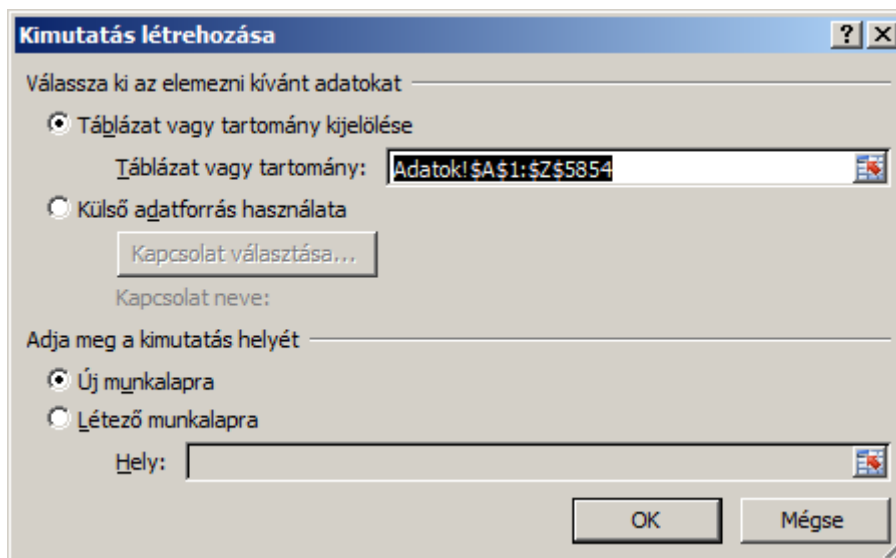 Kimutatás létrehozása
Válassza ki az elemezni kívánt adatokat
Táblázat vagy tartomány kijelölése
Táblázat vagy tartomány: Adatok!$A$1:$Z$5854
Külső adatforrás használata
Kapcsolat választása...
Kapcsolat neve:
Adja meg a kimutatás helyét
Új munkalapra
Létező munkalapra
Hely:
OK Mégse